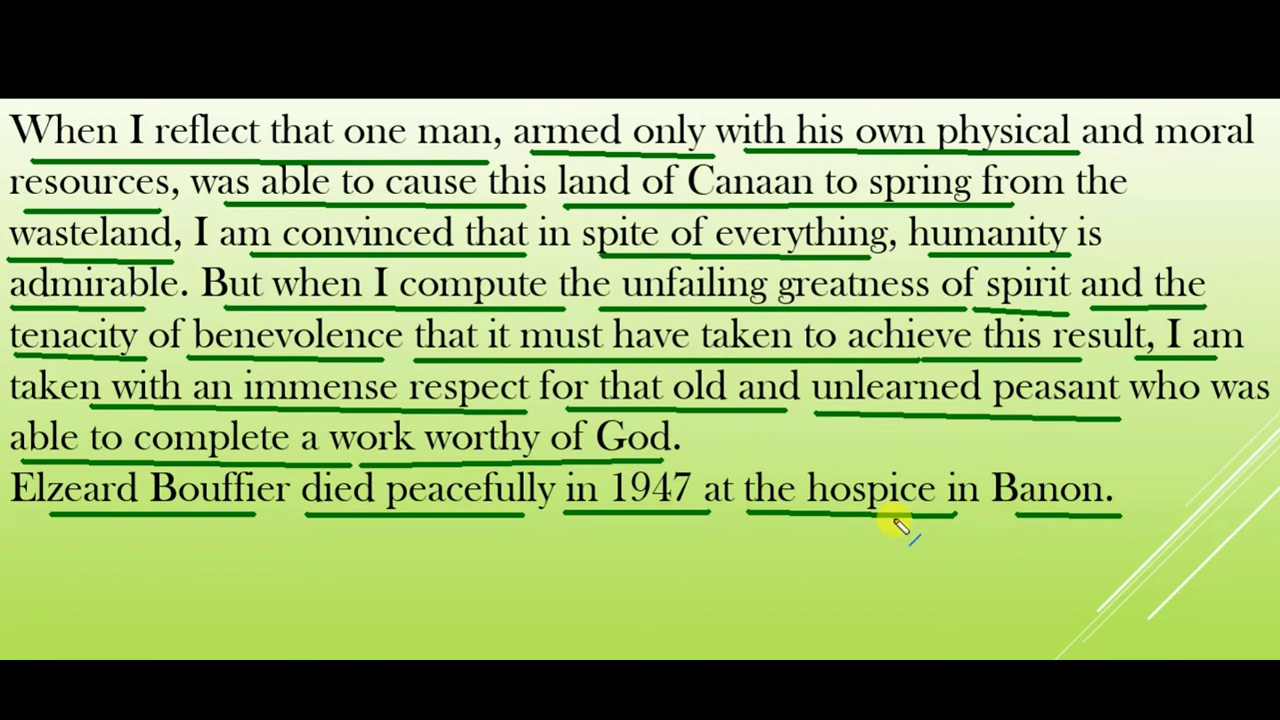 When I reflect that one man, armed only with his own physical and moral
resources, was able to cause this land of Canaan to spring from the
wasteland, I am convinced that in spite of everything, humanity is
admirable. But when I compute the unfailing greatness of spirit and the
tenacity of benevolence that it must have taken to achieve this result, I am
taken with an immense respect for that old and unlearned peasant who was
able to complete a work worthy of God.
Elzeard Bouffier died peacefully in 1947 at the hospice in Banon.